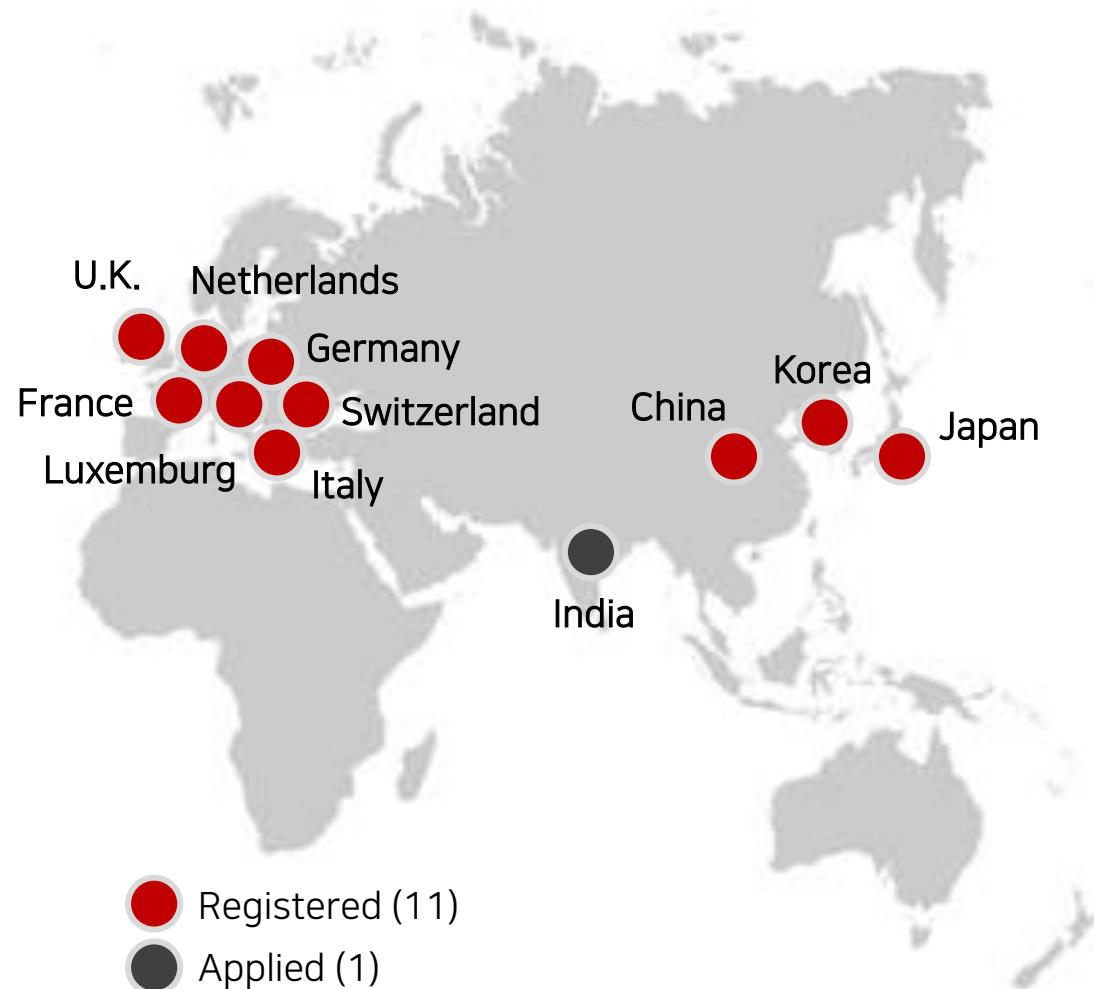 U.K.
Netherlands
Germany
France
Switzerland
Luxemburg
Italy
Korea
China
Japan
India
Registered (11)
Applied (1)